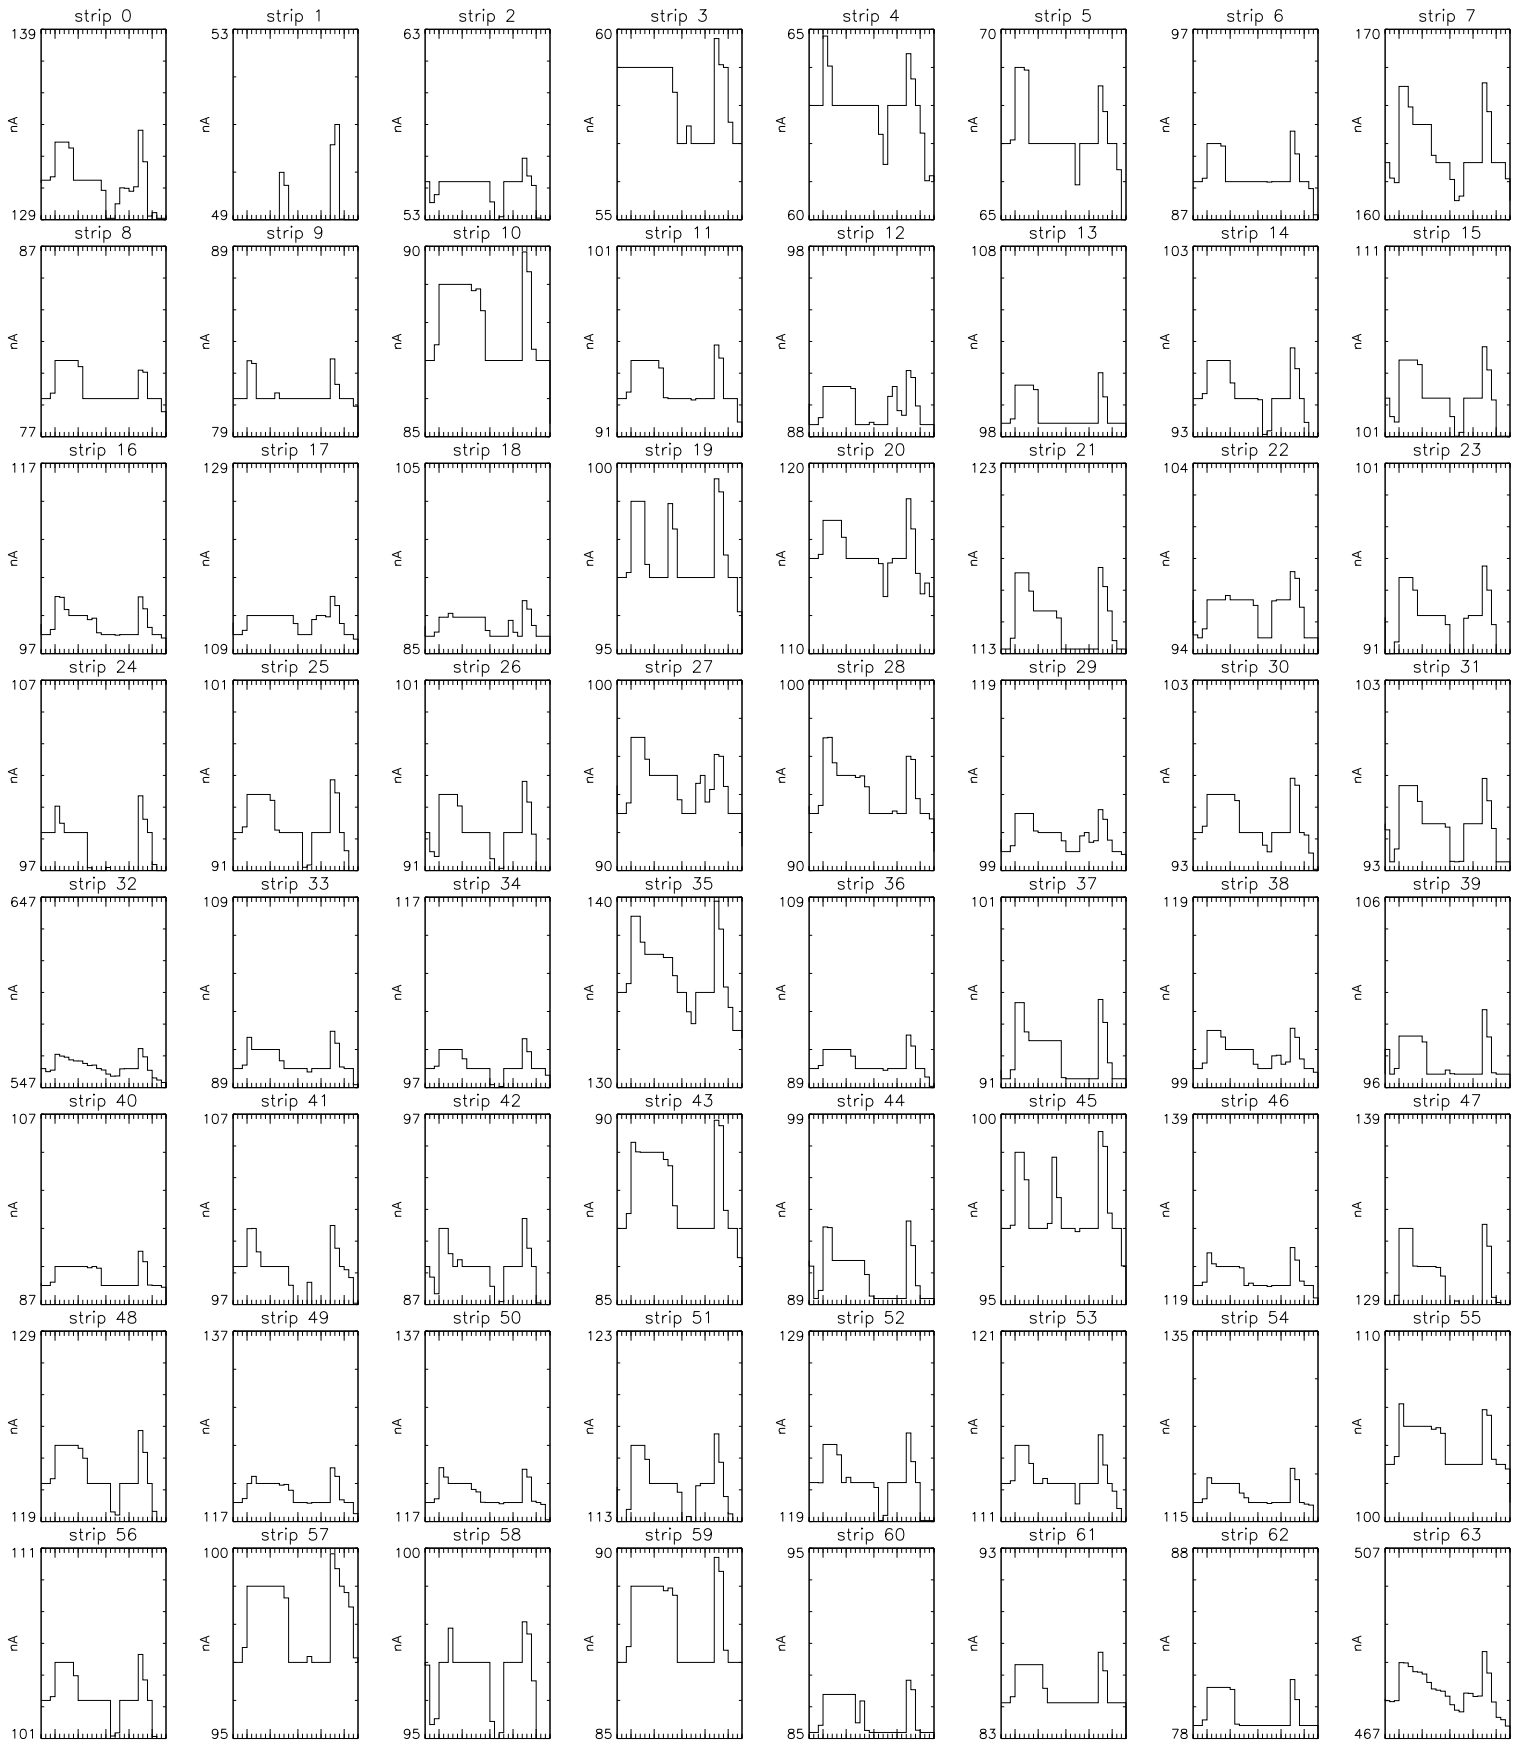 strip 0 strip 1 strip 2 strip 3 strip 4 strip 5 strip 6 strip 7
139 53 63 60 65 70 97 170
nA nA nA nA nA nA nA nA
129 49 53 55 60 65 87 160
strip 8 strip 9 strip 10 strip 11 strip 12 strip 13 strip 14 strip 15
87 89 90 101 98 108 103 111
nA nA nA nA nA nA nA nA
77 79 85 91 88 98 93 101
strip 16 strip 17 strip 18 strip 19 strip 20 strip 21 strip 22 strip 23
117 129 105 100 120 123 104 101
nA nA nA nA nA nA nA nA
97 109 85 95 110 113 94 91
strip 24 strip 25 strip 26 strip 27 strip 28 strip 29 strip 30 strip 31
107 101 101 100 100 119 103 103
nA nA nA nA nA nA nA nA
97 91 91 90 90 99 93 93
strip 32 strip 33 strip 34 strip 35 strip 36 strip 37 strip 38 strip 39
647 109 117 140 109 101 119 106
nA nA nA nA nA nA nA nA
547 89 97 130 89 91 99 96
strip 40 strip 41 strip 42 strip 43 strip 44 strip 45 strip 46 strip 47
107 107 97 90 99 100 139 139
nA nA nA nA nA nA nA nA
87 97 87 85 89 95 119 129
strip 48 strip 49 strip 50 strip 51 strip 52 strip 53 strip 54 strip 55
129 137 137 123 129 121 135 110
nA nA nA nA nA nA nA nA
119 117 117 113 119 111 115 100
strip 56 strip 57 strip 58 strip 59 strip 60 strip 61 strip 62 strip 63
111 100 100 90 95 93 88 507
nA nA nA nA nA nA nA nA
101 95 95 85 85 83 78 467